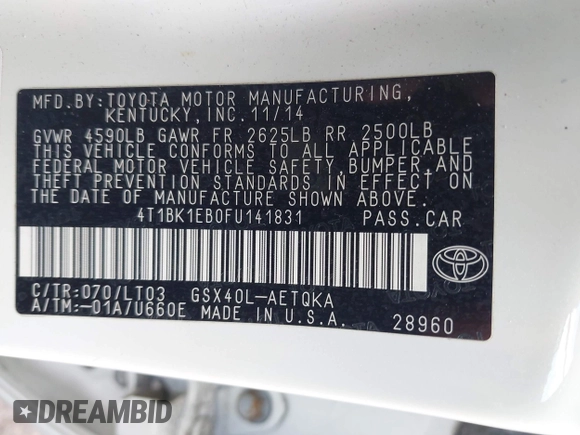 MFD.BY:TOYOTA MOTOR MANUFACTURING,
KENTUCKY, INC. 11/14
GVWR 4590LB GAWR FR 2625LB RR 2500LB
THIS VEHICLE CONFORMS TO ALL APPLICABLE
FEDERAL MOTOR VEHICLE SAFETY, BUMPER, AND
THEFT PREVENTION STANDARDS IN EFFECT ON
THE DATE OF MANUFACTURE SHOWN ABOVE.
4T1BK1EB0FU141831 PASS.CAR
C/TR:070/LT03 GSX40L-AETQKA
A/TM:-01A/U660E MADE IN U.S.A.
28960
DREAMBID